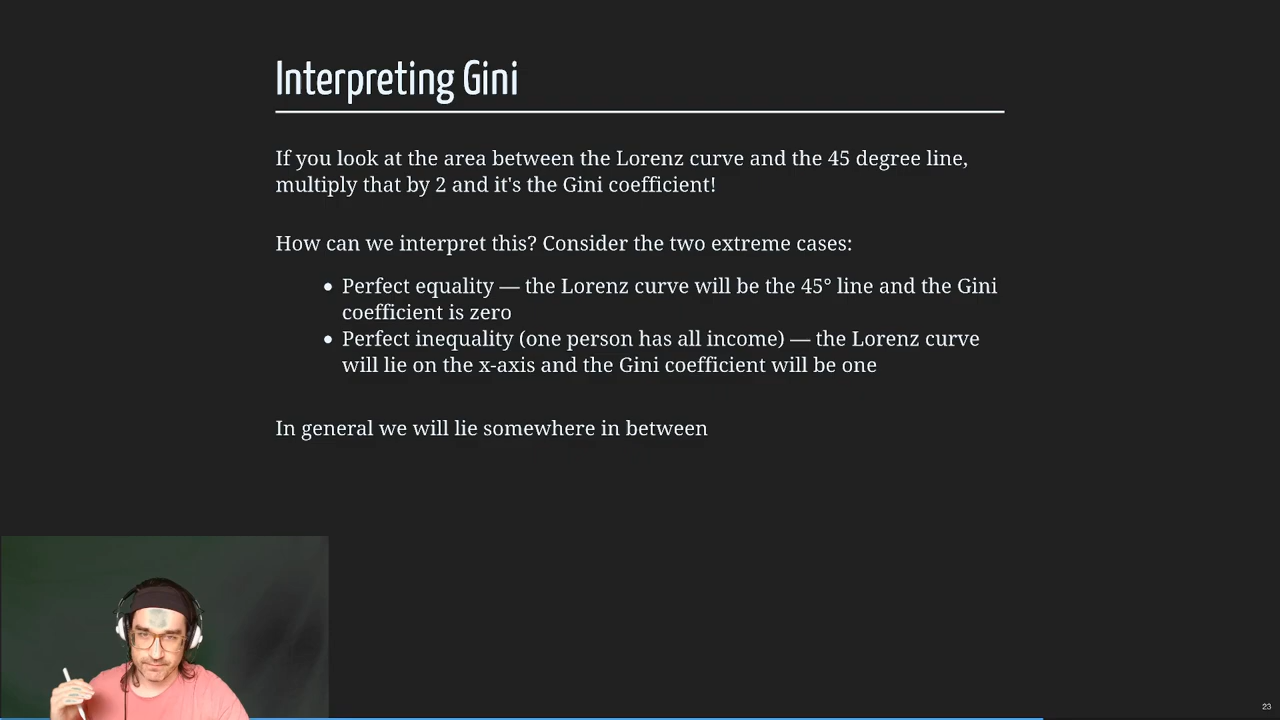 Interpreting Gini
If you look at the area between the Lorenz curve and the 45 degree line,
multiply that by 2 and it's the Gini coefficient!
How can we interpret this? Consider the two extreme cases:
• Perfect equality — the Lorenz curve will be the 45° line and the Gini
coefficient is zero
• Perfect inequality (one person has all income) — the Lorenz curve
will lie on the x-axis and the Gini coefficient will be one
In general we will lie somewhere in between
23